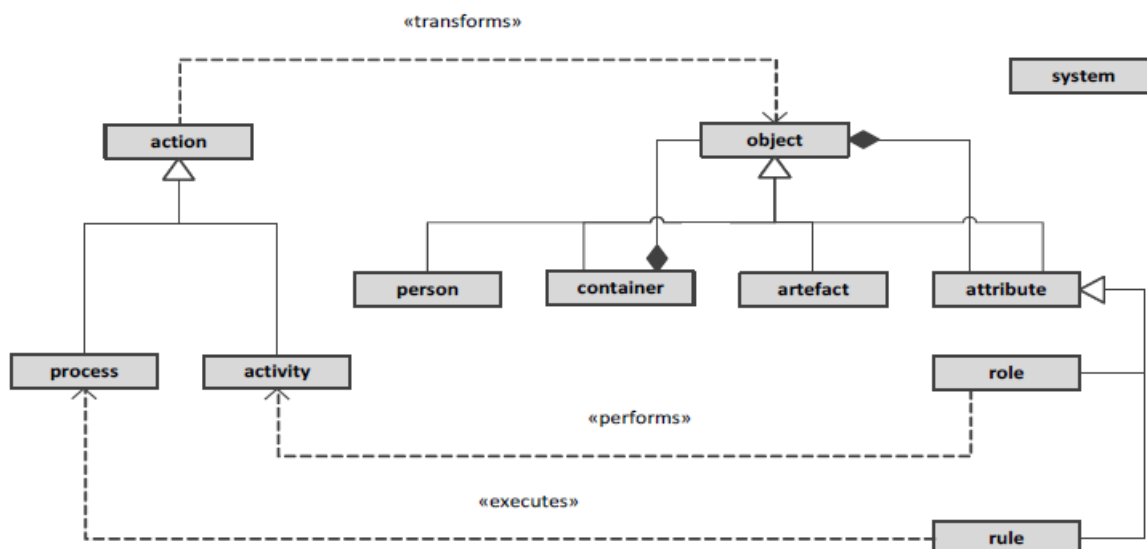 «transforms»
system
action
object
person
container
artefact
attribute
process
activity
role
«performs»
«executes»
rule